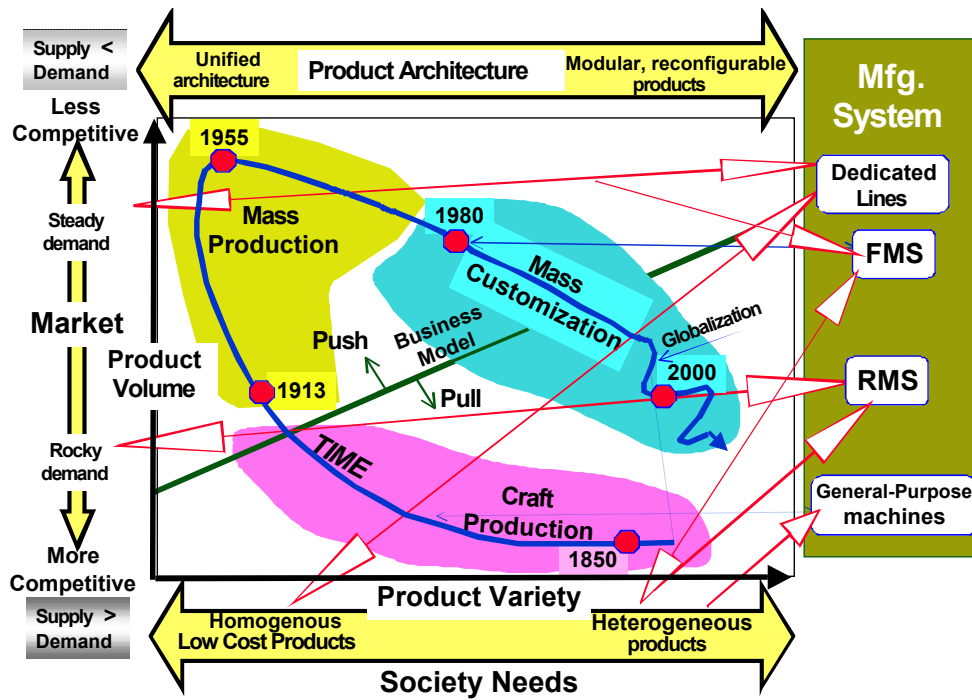 Supply <
Demand
Less
Competitive
Unified
architecture
Product Architecture
Modular, reconfigurable
products
Mfg.
System
1955
Dedicated
Lines
Steady
demand
Mass
Production
1980
FMS
Mass
Customization
Market
Product
Volume
Push
Business
Model
Globalization
2000
Pull
RMS
1913
Rocky
demand
TIME
Craft
Production
General-Purpose
machines
1850
More
Competitive
Product Variety
Supply >
Demand
Homogenous
Low Cost Products
Heterogeneous
products
Society Needs